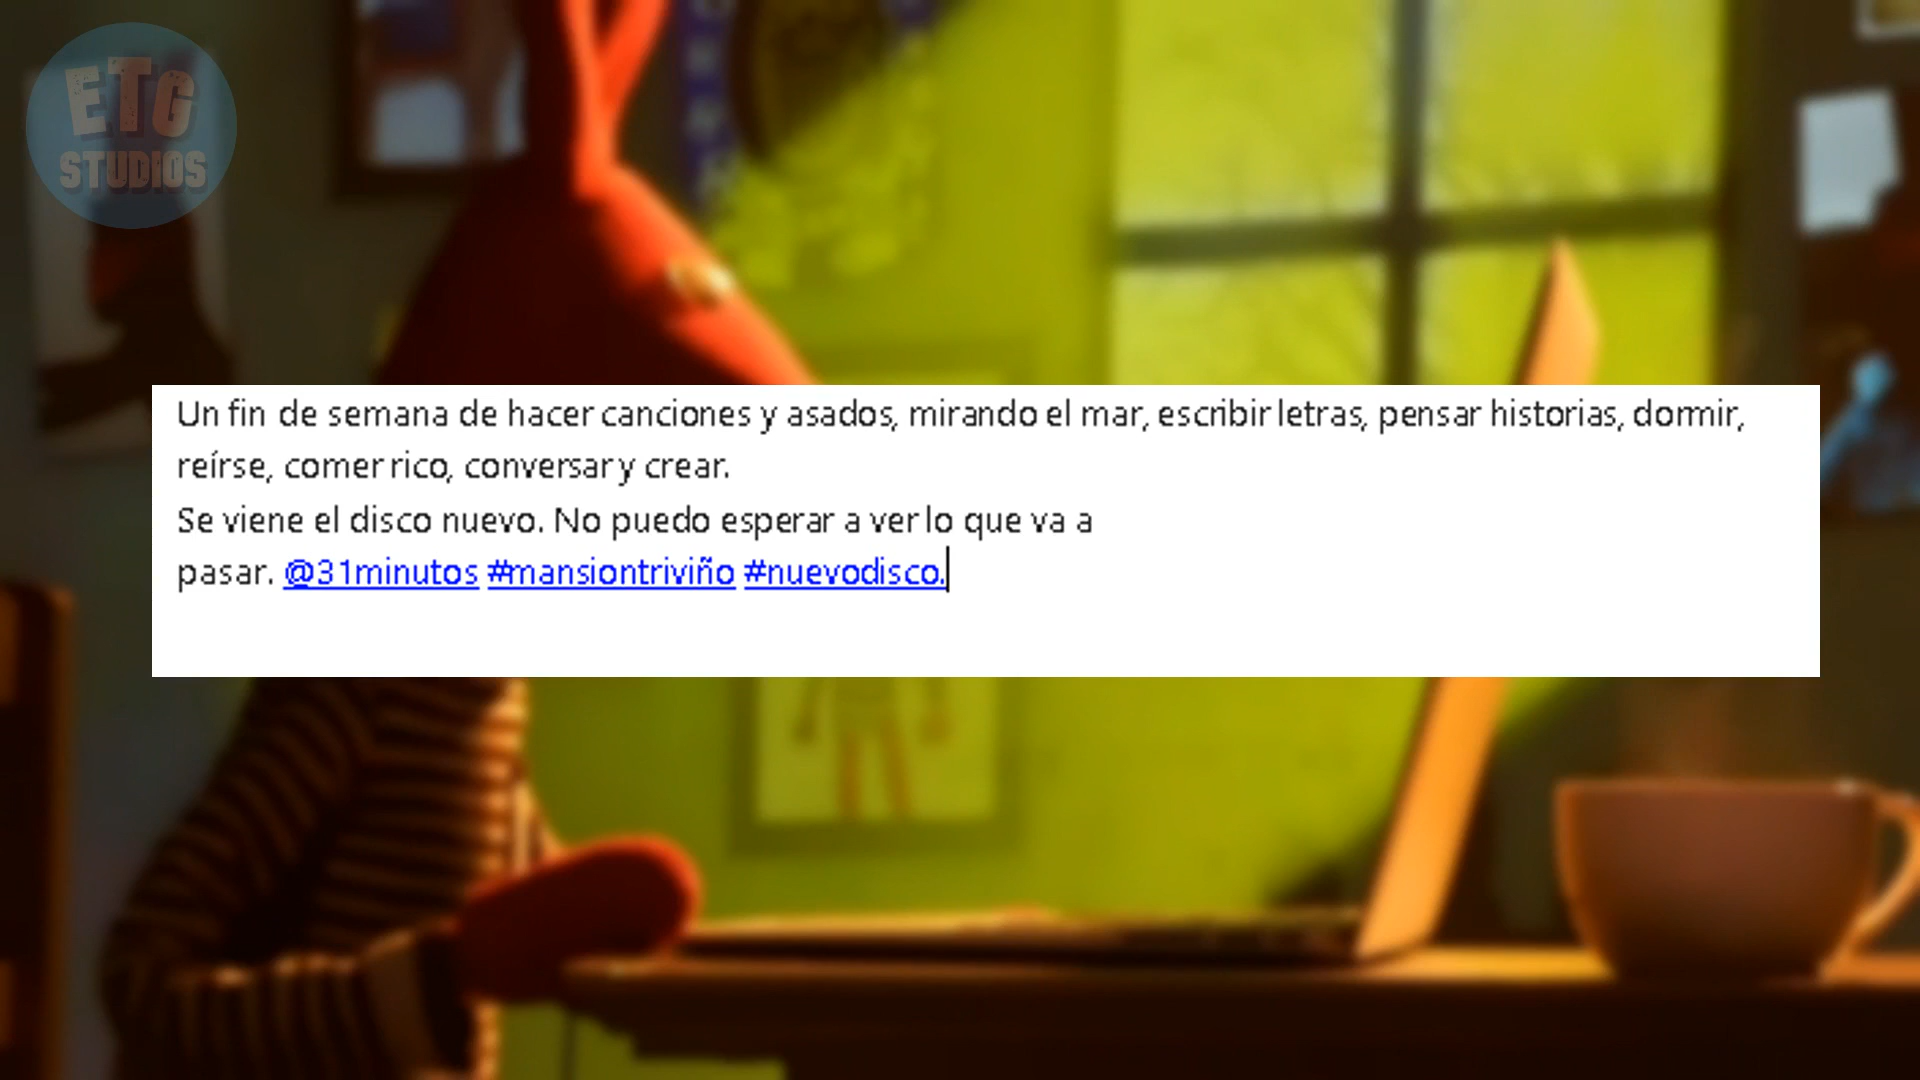 ETG
STUDIOS
Un fin de semana de hacer canciones y asados, mirando el mar, escribir letras, pensar historias, dormir,
reírse, comer rico, conversar y crear.
Se viene el disco nuevo. No puedo esperar a ver lo que va a
pasar. @31minutos #mansiontriviño #nuevodisco.